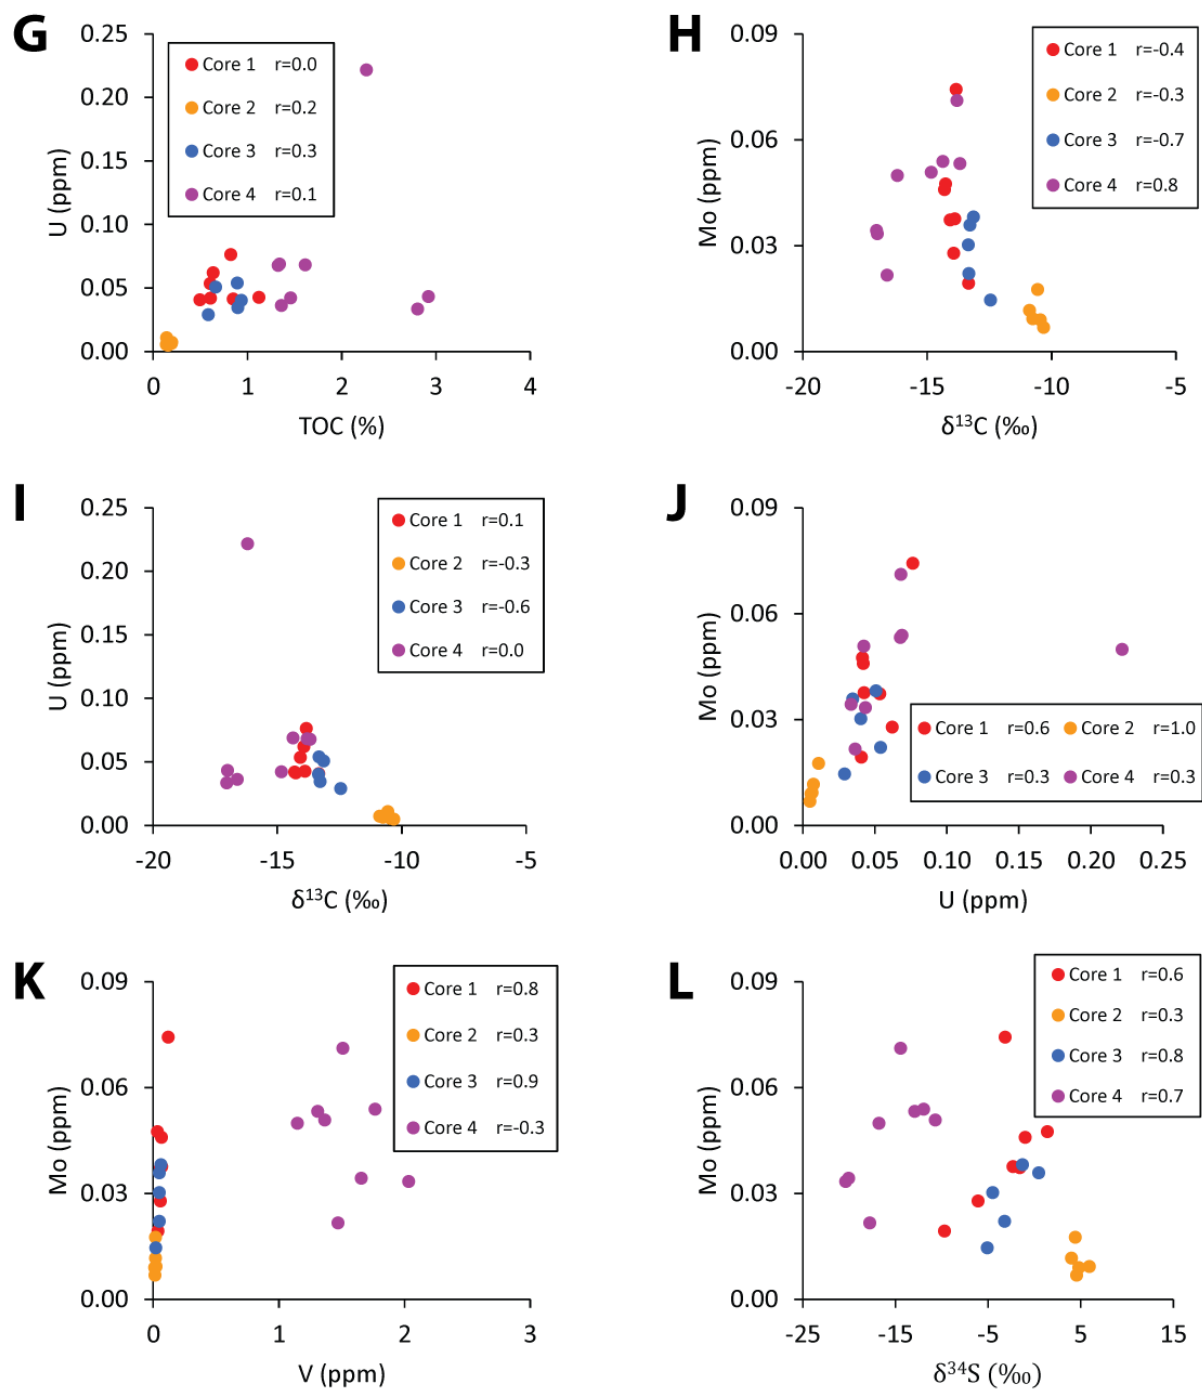 G
0.25
0.20
0.15
0.10
0.05
0.00
U (ppm)
0
1
2
3
4
TOC (%)
Core 1 r=0.0
Core 2 r=0.2
Core 3 r=0.3
Core 4 r=0.1
H
0.09
0.06
0.03
0.00
Mo (ppm)
-20
-15
-10
-5
δ¹³C (‰)
Core 1 r=-0.4
Core 2 r=-0.3
Core 3 r=-0.7
Core 4 r=0.8
I
0.25
0.20
0.15
0.10
0.05
0.00
U (ppm)
-20
-15
-10
-5
δ¹³C (‰)
Core 1 r=0.1
Core 2 r=-0.3
Core 3 r=-0.6
Core 4 r=0.0
J
0.09
0.06
0.03
0.00
Mo (ppm)
0.00
0.05
0.10
0.15
0.20
0.25
U (ppm)
Core 1 r=0.6 Core 2 r=1.0
Core 3 r=0.3 Core 4 r=0.3
K
0.09
0.06
0.03
0.00
Mo (ppm)
0
1
2
3
V (ppm)
Core 1 r=0.8
Core 2 r=0.3
Core 3 r=0.9
Core 4 r=-0.3
L
0.09
0.06
0.03
0.00
Mo (ppm)
-25
-15
-5
5
15
δ³⁴S (‰)
Core 1 r=0.6
Core 2 r=0.3
Core 3 r=0.8
Core 4 r=0.7